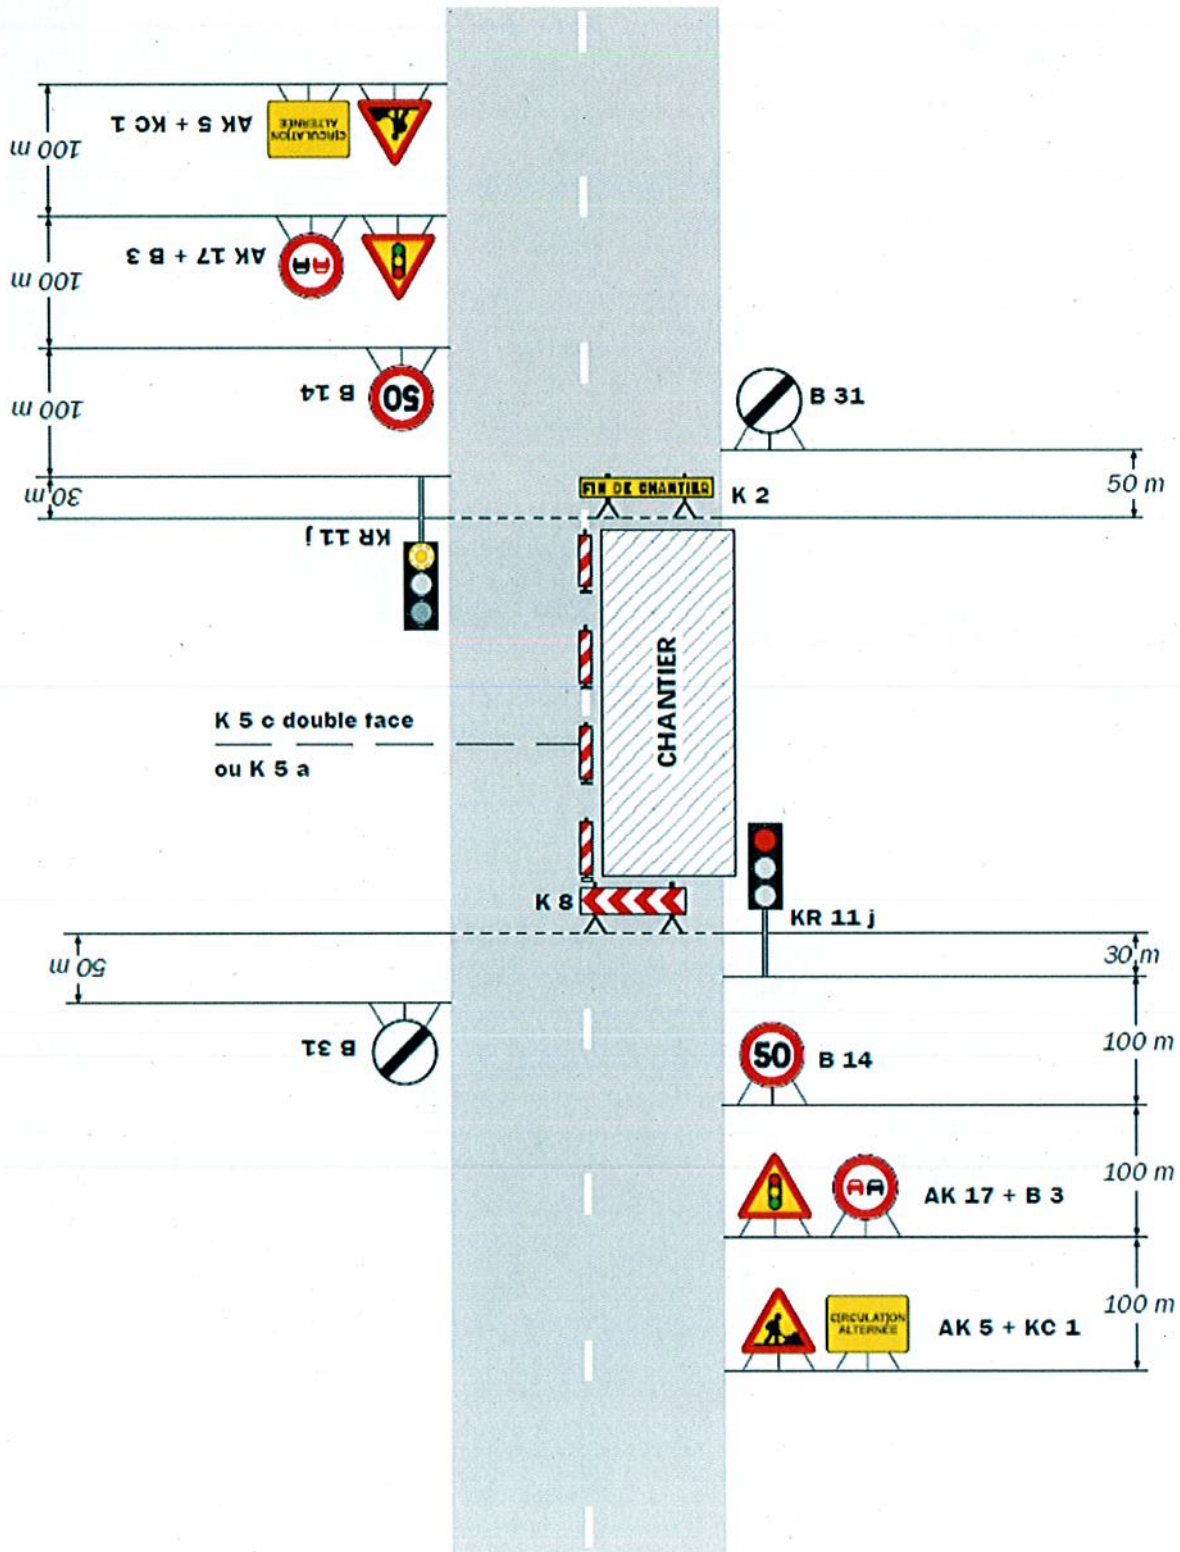 AK 5 + KC 1
CIRCULATION
ALTERNÉE
100 m
AK 17 + B 3
100 m
B 14
50
100 m
B 31
30 m
FIN DE CHANTIER
K 2
50 m
KR 11 j
CHANTIER
K 5 c double face
ou K 5 a
K 8
KR 11 j
50 m
30 m
B 31
50
B 14
100 m
AK 17 + B 3
100 m
CIRCULATION
ALTERNÉE
AK 5 + KC 1
100 m